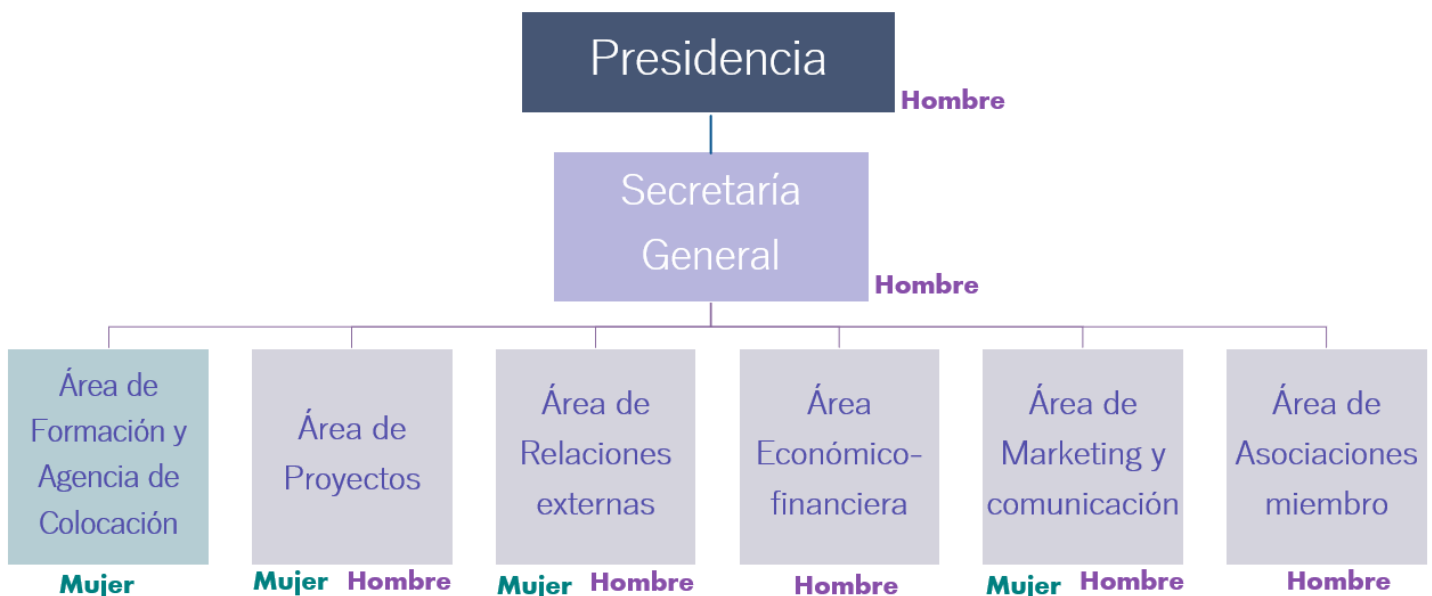 Presidencia
Hombre
Secretaría
General
Hombre
Área de
Formación y
Agencia de
Colocación
Mujer
Área de
Proyectos
Mujer Hombre
Área de
Relaciones
externas
Mujer Hombre
Área
Económico-
financiera
Hombre
Área de
Marketing y
comunicación
Mujer Hombre
Área de
Asociaciones
miembro
Hombre